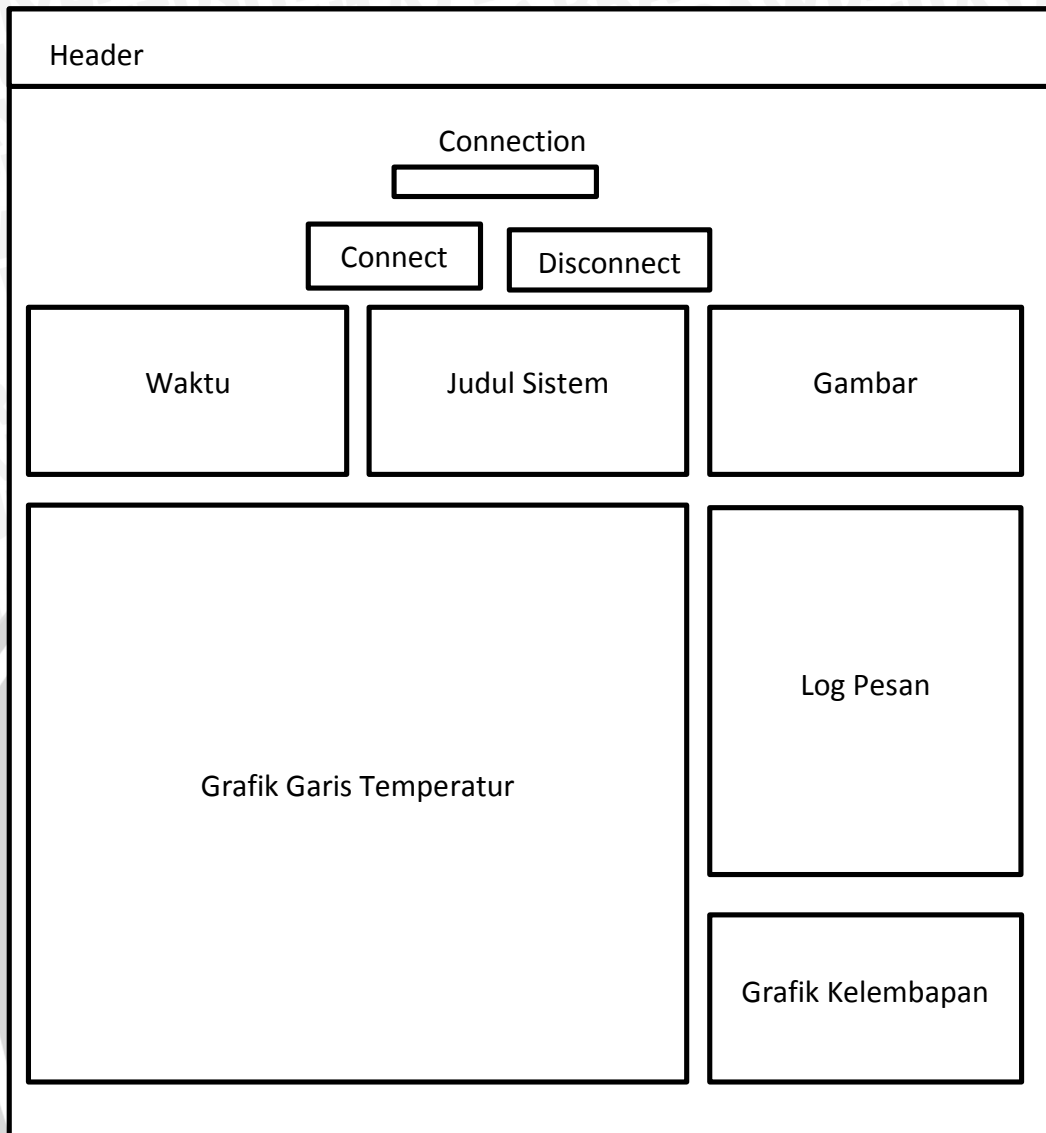 Header
Connection
Connect
Disconnect
Waktu
Judul Sistem
Gambar
Log Pesan
Grafik Garis Temperatur
Grafik Kelembapan